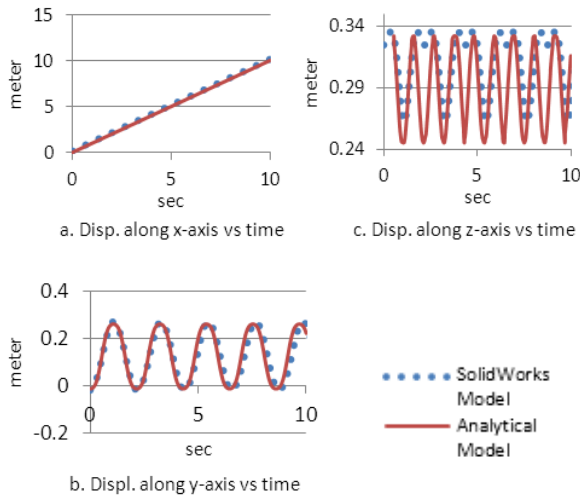 15
10
5
0
meter
0
5
10
sec
a. Disp. along x-axis vs time
0.34
0.29
0.24
meter
0
5
10
sec
c. Disp. along z-axis vs time
0.4
0.2
0
-0.2
meter
0
5
10
sec
b. Displ. along y-axis vs time
SolidWorks
Model
Analytical
Model